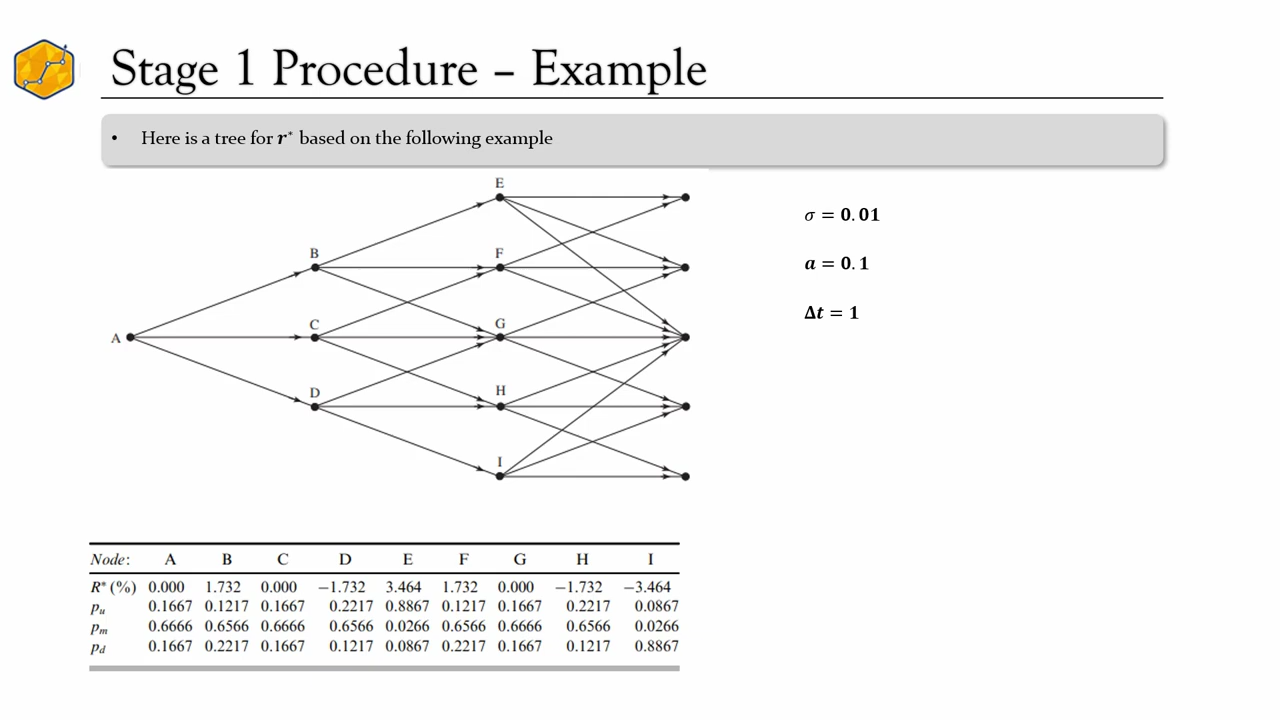 Stage 1 Procedure – Example
• Here is a tree for r* based on the following example
E
B
F
A
C
G
D
H
I
σ = 0.01
a = 0.1
Δt = 1
Node: A B C D E F G H I
R* (%) 0.000 1.732 0.000 −1.732 3.464 1.732 0.000 −1.732 −3.464
pu 0.1667 0.1217 0.1667 0.2217 0.8867 0.1217 0.1667 0.2217 0.0867
pm 0.6666 0.6566 0.6666 0.6566 0.0266 0.6566 0.6666 0.6566 0.0266
pd 0.1667 0.2217 0.1667 0.1217 0.0867 0.2217 0.1667 0.1217 0.8867